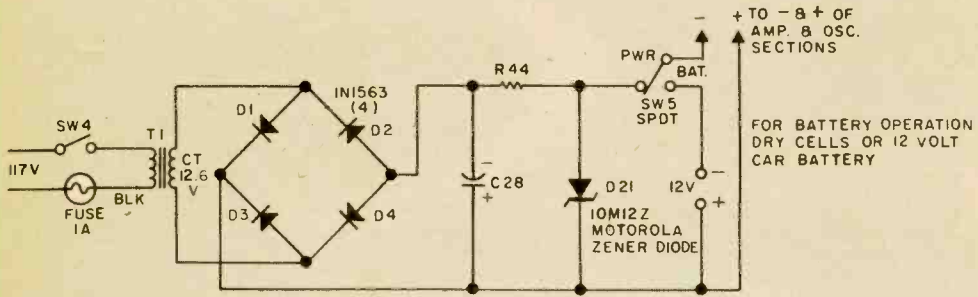 TO - & + OF
AMP. & OSC.
SECTIONS
- +
PWR
BAT.
R44
SW5
SPDT
IN1563
(4)
D1
D2
SW4
T1
CT
12.6
V
117V
FUSE
1A
BLK
D3
D4
-
C28
+
D21
10M12Z
MOTOROLA
ZENER DIODE
12V
-
+
FOR BATTERY OPERATION
DRY CELLS OR 12 VOLT
CAR BATTERY